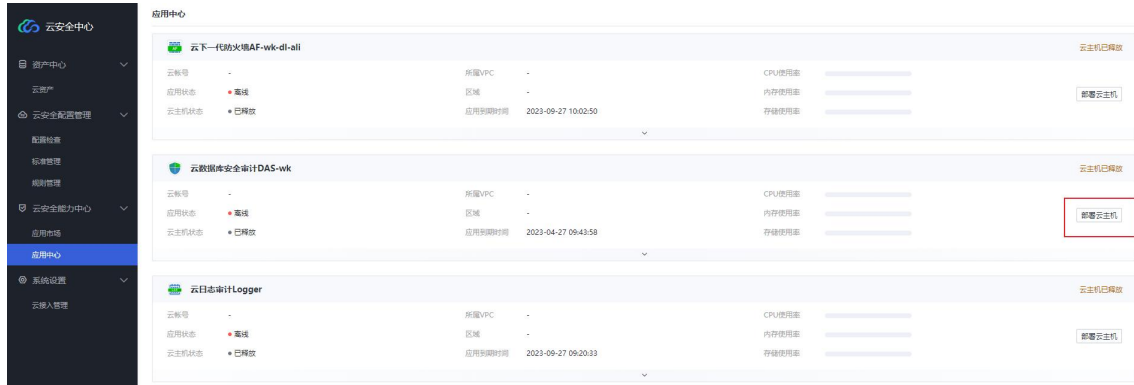 云安全中心
资产中心
云资产
云安全配置管理
配置检查
标准管理
规则管理
云安全能力中心
应用市场
应用中心
系统设置
云接入管理
应用中心
云下一代防火墙AF-wk-dl-ali
云主机已释放
云帐号 - 所属VPC - CPU使用率
应用状态 离线 区域 - 内存使用率
部署云主机
云主机状态 已释放 应用到期时间 2023-09-27 10:02:50 存储使用率
云数据库安全审计DAS-wk
云主机已释放
云帐号 - 所属VPC - CPU使用率
应用状态 离线 区域 - 内存使用率
部署云主机
云主机状态 已释放 应用到期时间 2023-04-27 09:43:58 存储使用率
云日志审计Logger
云主机已释放
云帐号 - 所属VPC - CPU使用率
应用状态 离线 区域 - 内存使用率
部署云主机
云主机状态 已释放 应用到期时间 2023-09-27 09:20:33 存储使用率